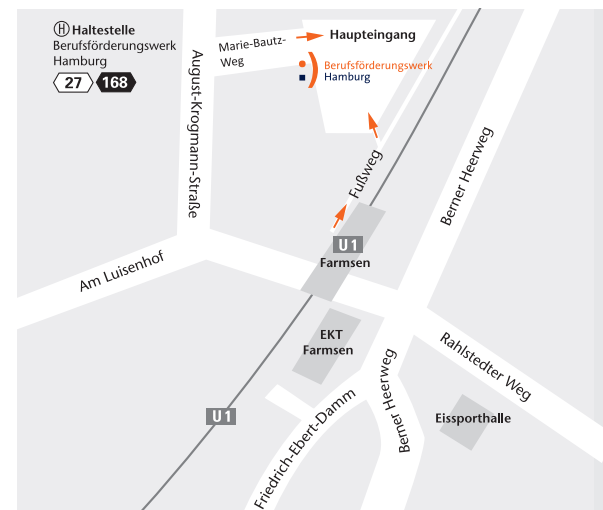 H Haltestelle
Berufsförderungswerk
Hamburg
27 168
August-Krogmann-Straße
Marie-Bautz-
Weg
Haupteingang
Berufsförderungswerk
Hamburg
Fußweg
Berner Heerweg
U1
Farmsen
Am Luisenhof
EKT
Farmsen
Rahlstedter Weg
Berner Heerweg
U1
Friedrich-Ebert-Damm
Eissporthalle